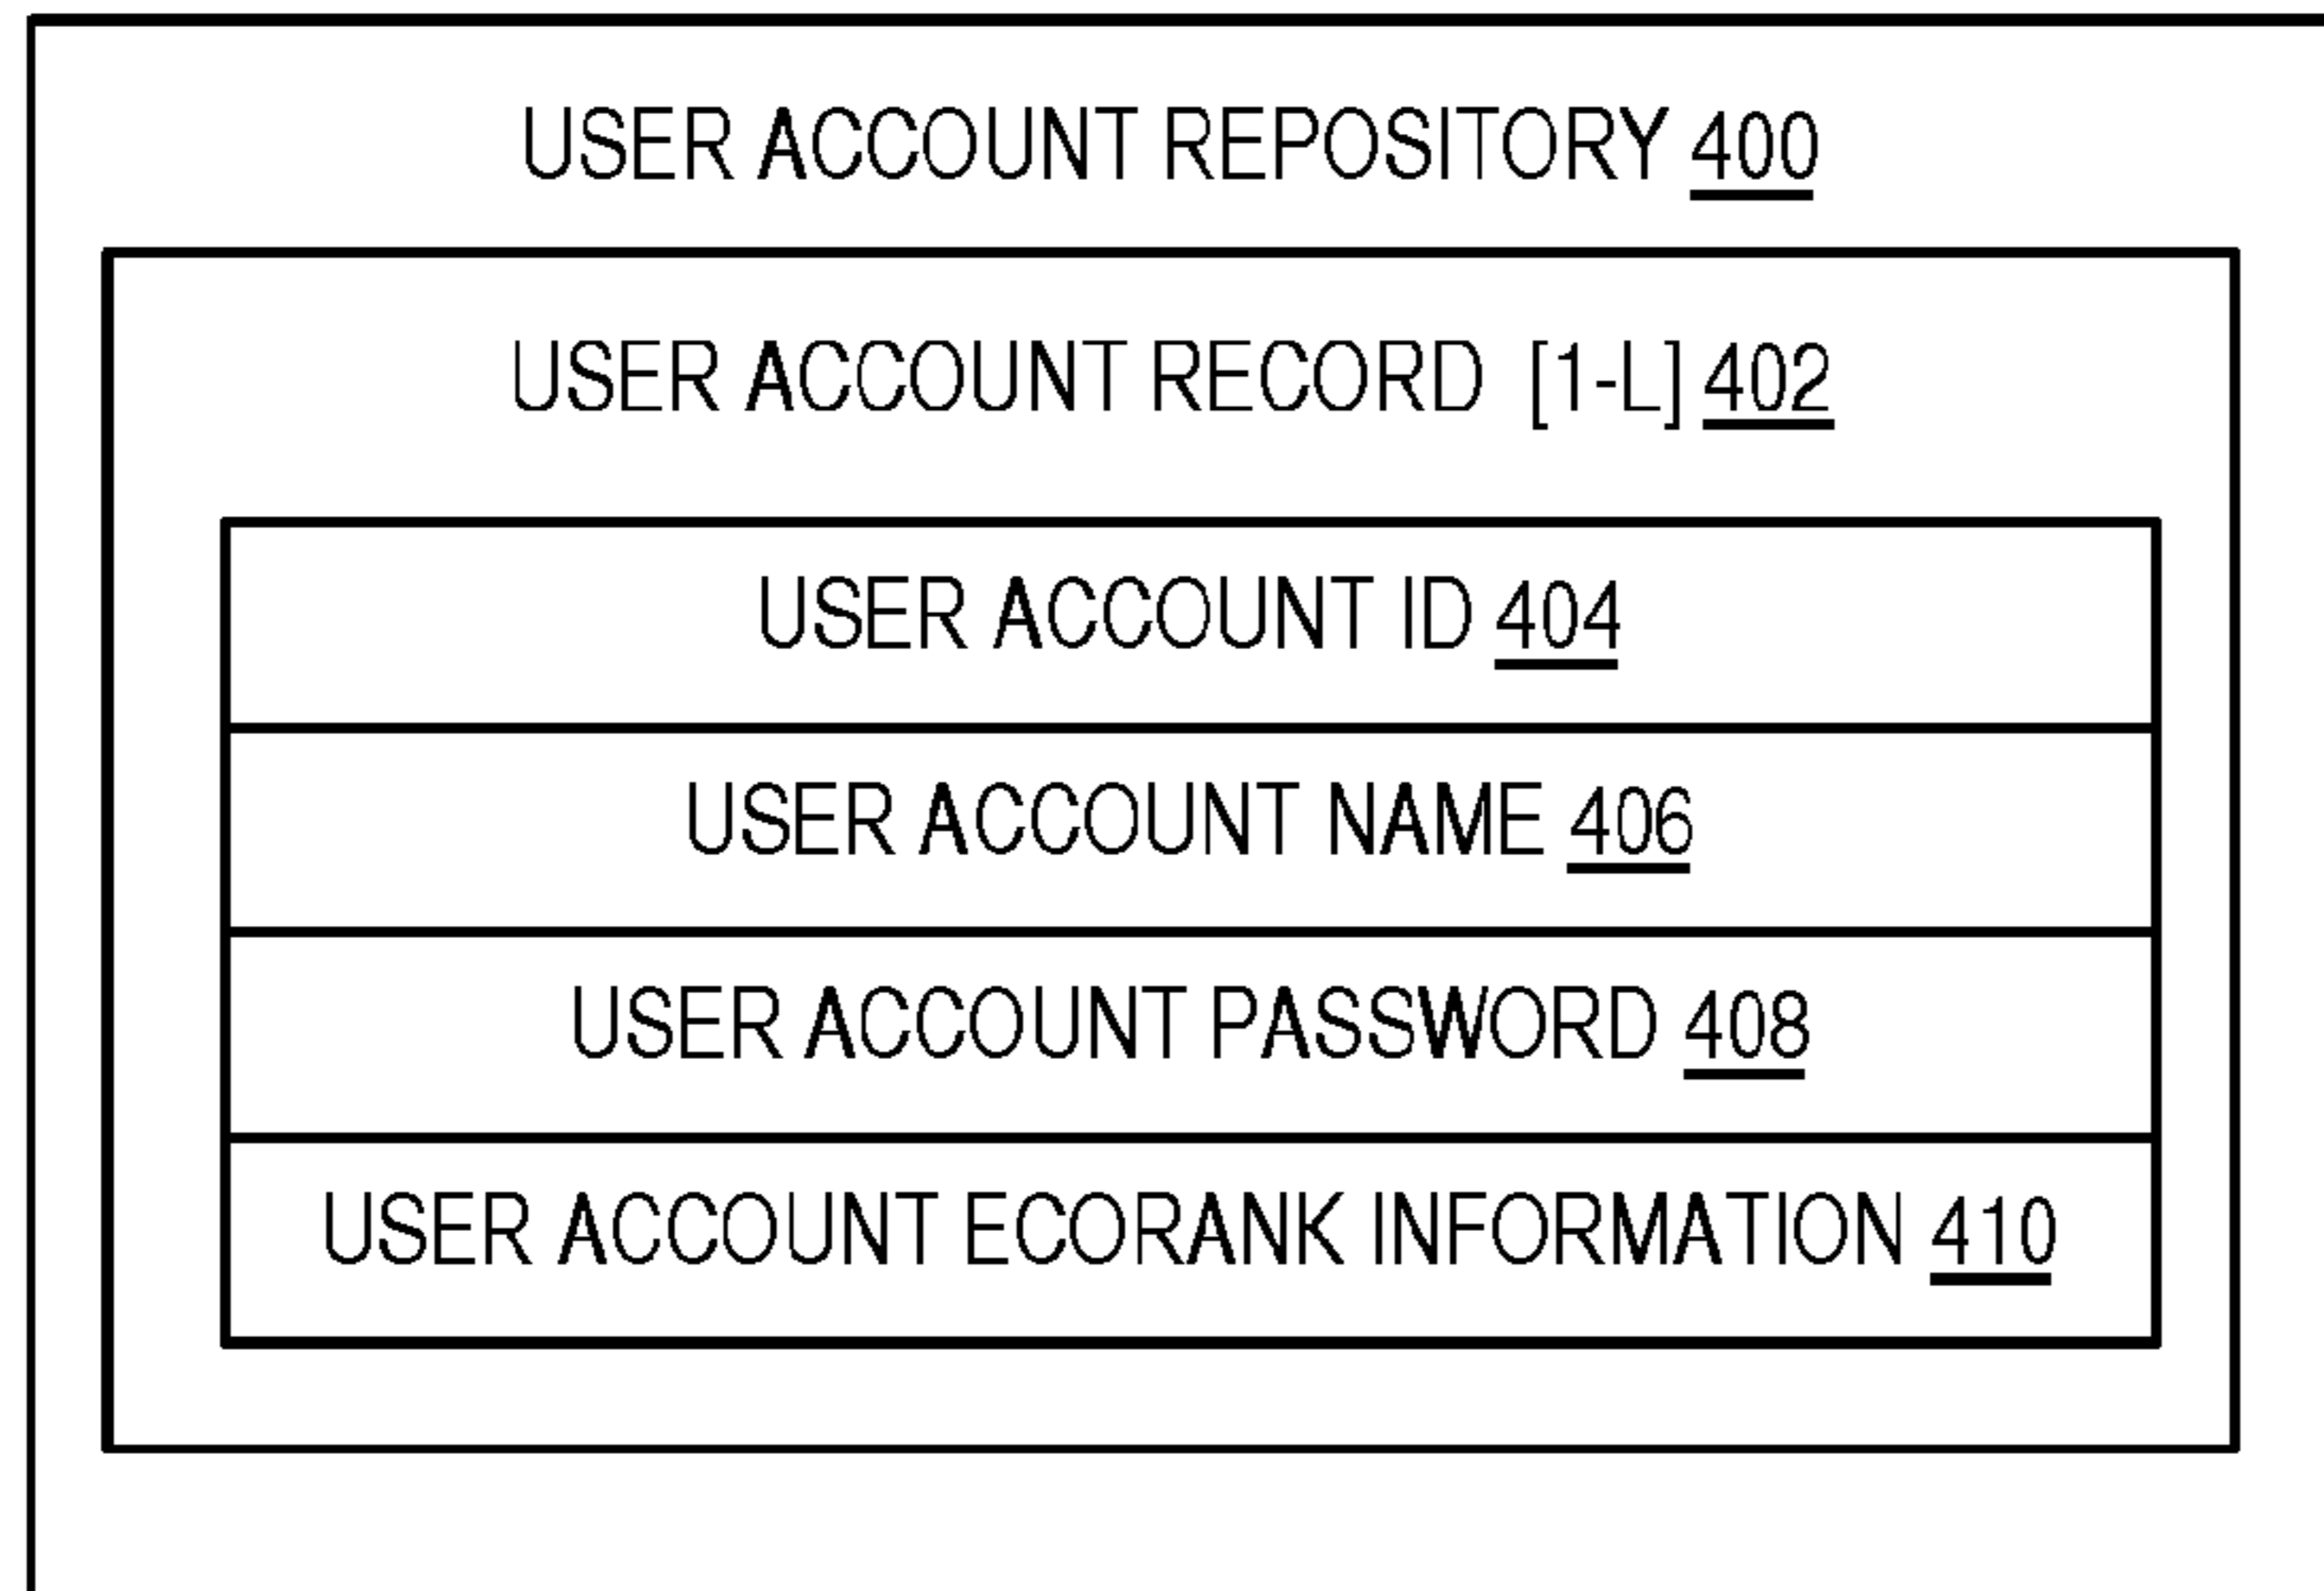 USER ACCOUNT REPOSITORY 400
USER ACCOUNT RECORD [1-L] 402
USER ACCOUNT ID 404
USER ACCOUNT NAME 406
USER ACCOUNT PASSWORD 408
USER ACCOUNT ECORANK INFORMATION 410